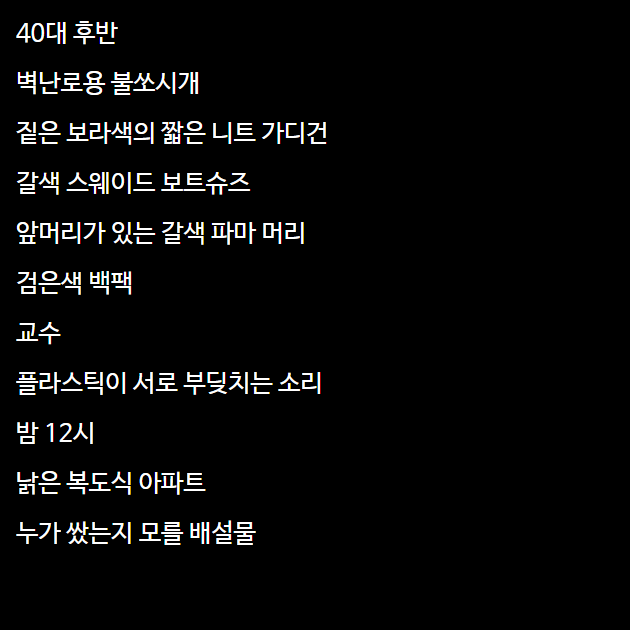 40대 후반
벽난로용 불쏘시개
짙은 보라색의 짧은 니트 가디건
갈색 스웨이드 보트슈즈
앞머리가 있는 갈색 파마 머리
검은색 백팩
교수
플라스틱이 서로 부딪치는 소리
밤 12시
낡은 복도식 아파트
누가 쌌는지 모를 배설물